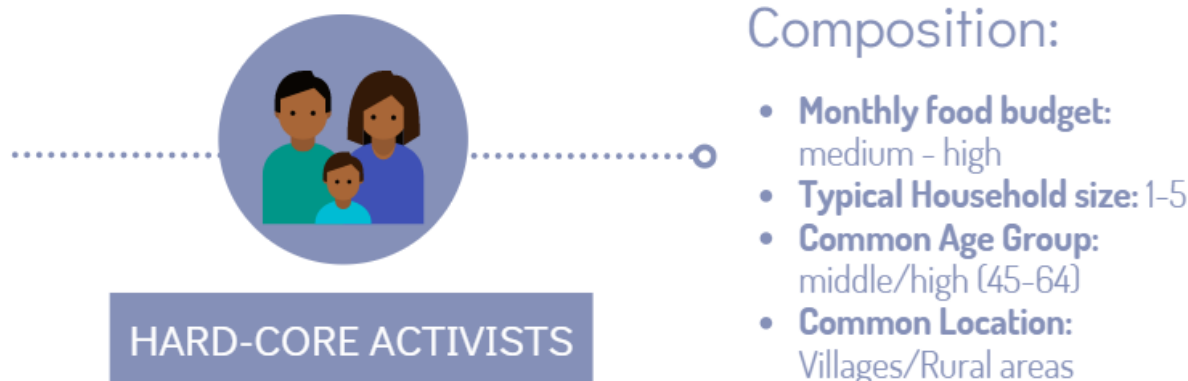 Composition:
• Monthly food budget:
medium - high
• Typical Household size: 1-5
• Common Age Group:
middle/high (45-64)
• Common Location:
Villages/Rural areas
HARD-CORE ACTIVISTS